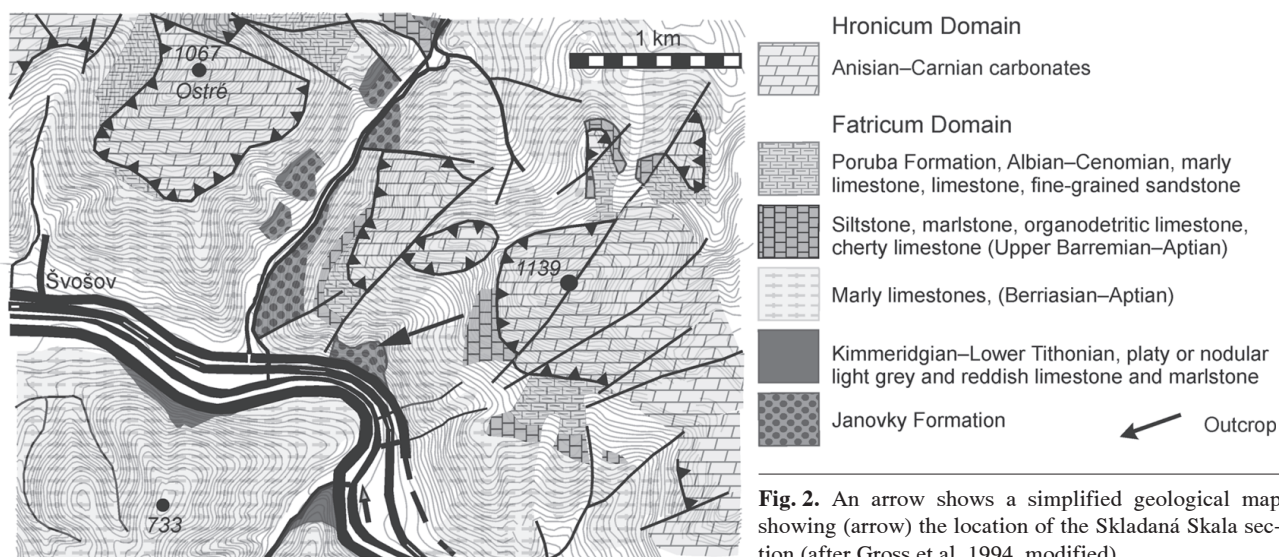 1067
Ostré
1 km
1139
Švošov
733
Hronicum Domain
Anisian–Carnian carbonates
Fatricum Domain
Poruba Formation, Albian–Cenomian, marly
limestone, limestone, fine-grained sandstone
Siltstone, marlstone, organodetritic limestone,
cherty limestone (Upper Barremian–Aptian)
Marly limestones, (Berriasian–Aptian)
Kimmeridgian–Lower Tithonian, platy or nodular
light grey and reddish limestone and marlstone
Janovky Formation
Outcrop
Fig. 2. An arrow shows a simplified geological map
showing (arrow) the location of the Skladaná Skala sec-
tion (after Gross et al. 1994, modified)